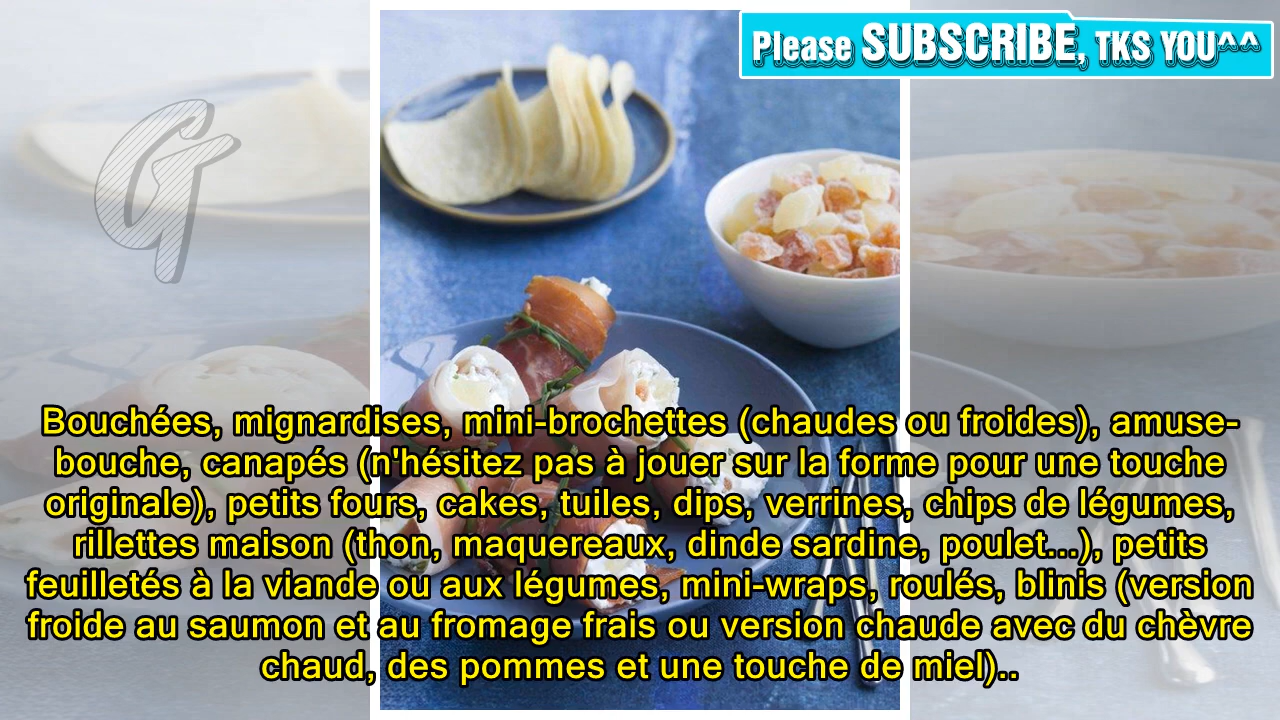 Please SUBSCRIBE, TKS YOU^^
G
Bouchées, mignardises, mini-brochettes (chaudes ou froides), amuse-
bouche, canapés (n'hésitez pas à jouer sur la forme pour une touche
originale), petits fours, cakes, tuiles, dips, verrines, chips de légumes,
rillettes maison (thon, maquereaux, dinde sardine, poulet...), petits
feuilletés à la viande ou aux légumes, mini-wraps, roulés, blinis (version
froide au saumon et au fromage frais ou version chaude avec du chèvre
chaud, des pommes et une touche de miel)..